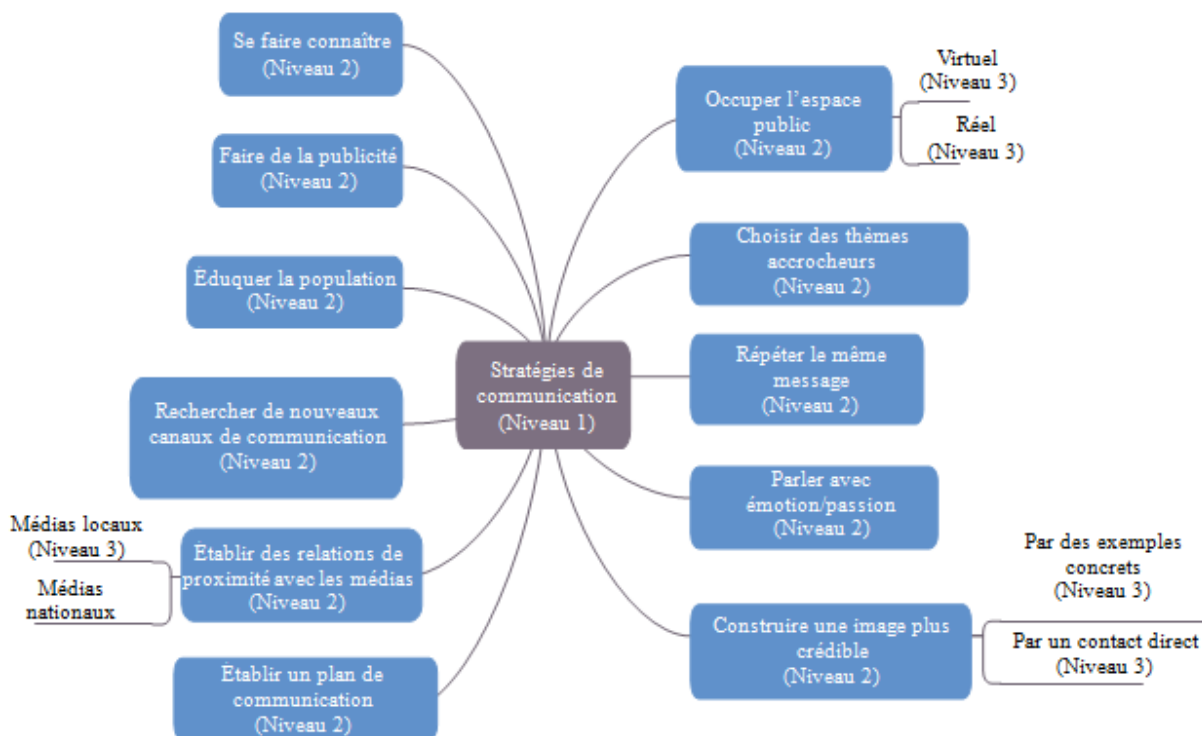 Se faire connaître
(Niveau 2)
Faire de la publicité
(Niveau 2)
Éduquer la population
(Niveau 2)
Rechercher de nouveaux
canaux de communication
(Niveau 2)
Médias locaux
(Niveau 3)
Médias
nationaux
Établir des relations de
proximité avec les médias
(Niveau 2)
Établir un plan de
communication
(Niveau 2)
Stratégies de
communication
(Niveau 1)
Occuper l’espace
public
(Niveau 2)
Virtuel
(Niveau 3)
Réel
(Niveau 3)
Choisir des thèmes
accrocheurs
(Niveau 2)
Répéter le même
message
(Niveau 2)
Parler avec
émotion/passion
(Niveau 2)
Construire une image plus
crédible
(Niveau 2)
Par des exemples
concrets
(Niveau 3)
Par un contact direct
(Niveau 3)